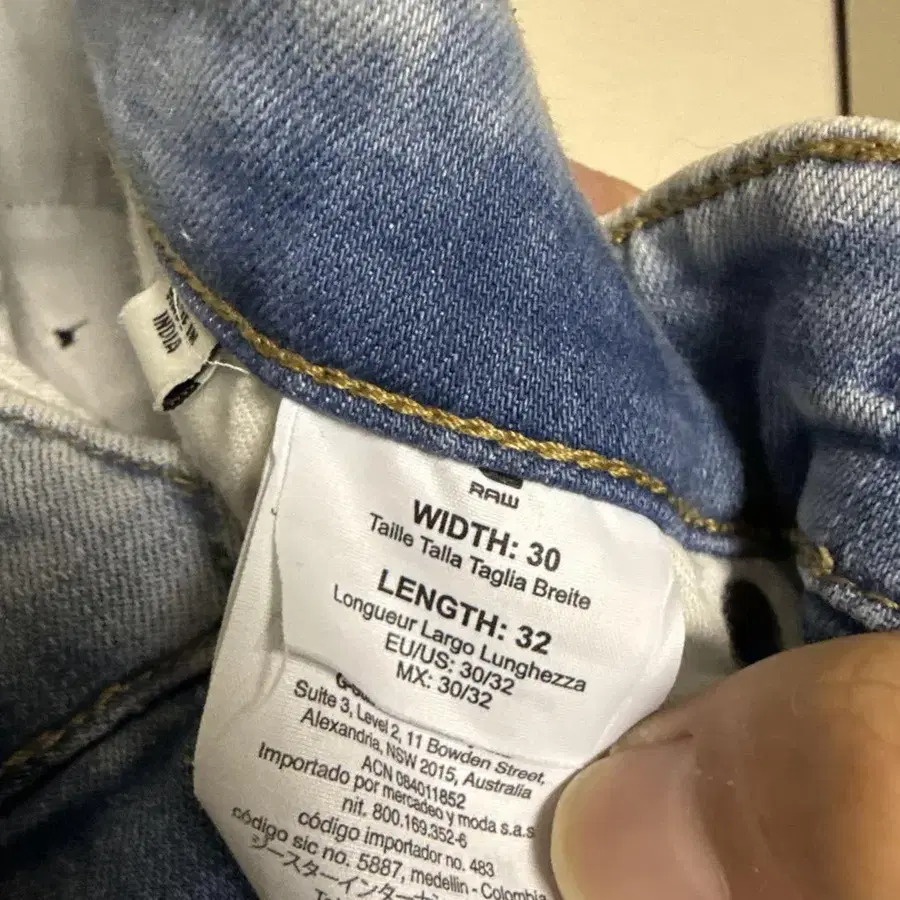 INDIA
RAW
WIDTH: 30
Taille Talla Taglia Breite
LENGTH: 32
Longueur Largo Lunghezza
EU/US: 30/32
MX: 30/32
Suite 3, Level 2, 11 Bowden Street,
Alexandria, NSW 2015, Australia
ACN 084011852
Importado por mercadeo y moda s.a.s
nit. 800.169.352-6
código importador no. 483
código sic no. 5887, medellin - Colombia
ジースターインター